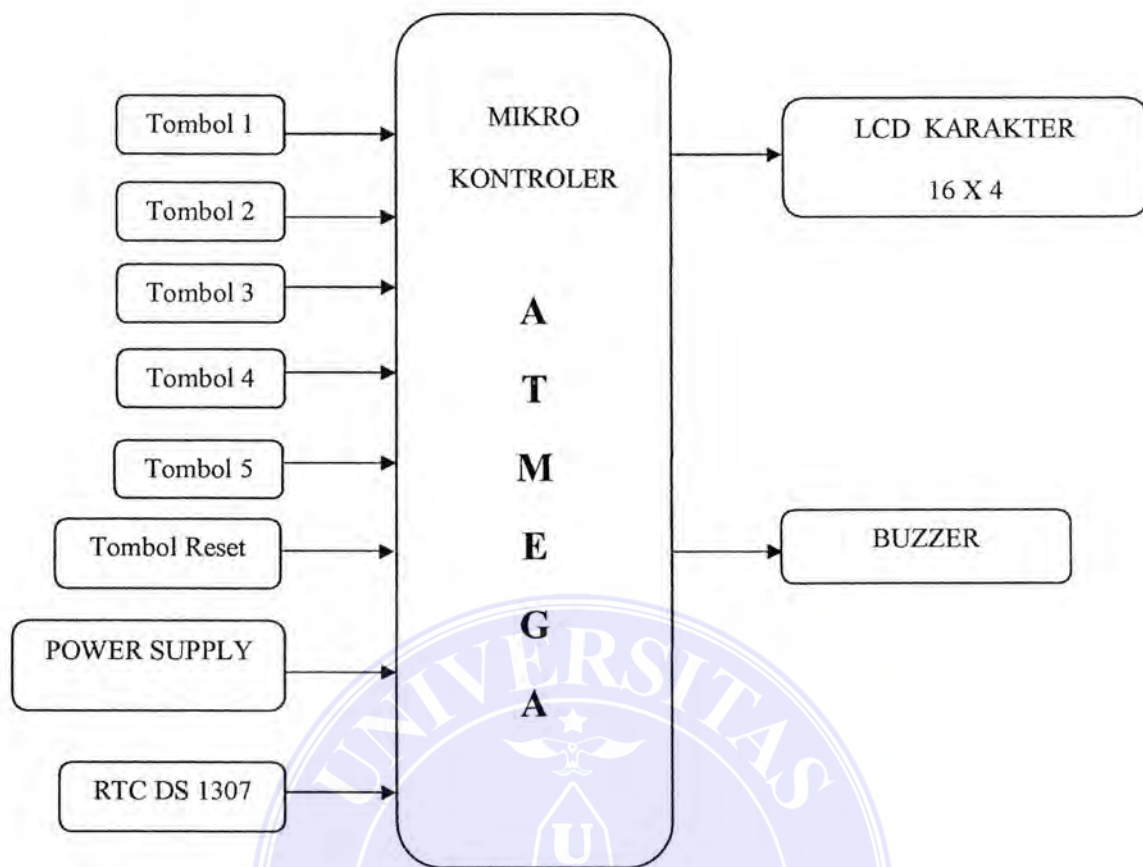 Tombol 1
Tombol 2
Tombol 3
Tombol 4
Tombol 5
Tombol Reset
POWER SUPPLY
RTC DS 1307
MIKRO
KONTROLER
A
T
M
E
G
A
LCD KARAKTER
16 X 4
BUZZER
UNIVERSITAS
U